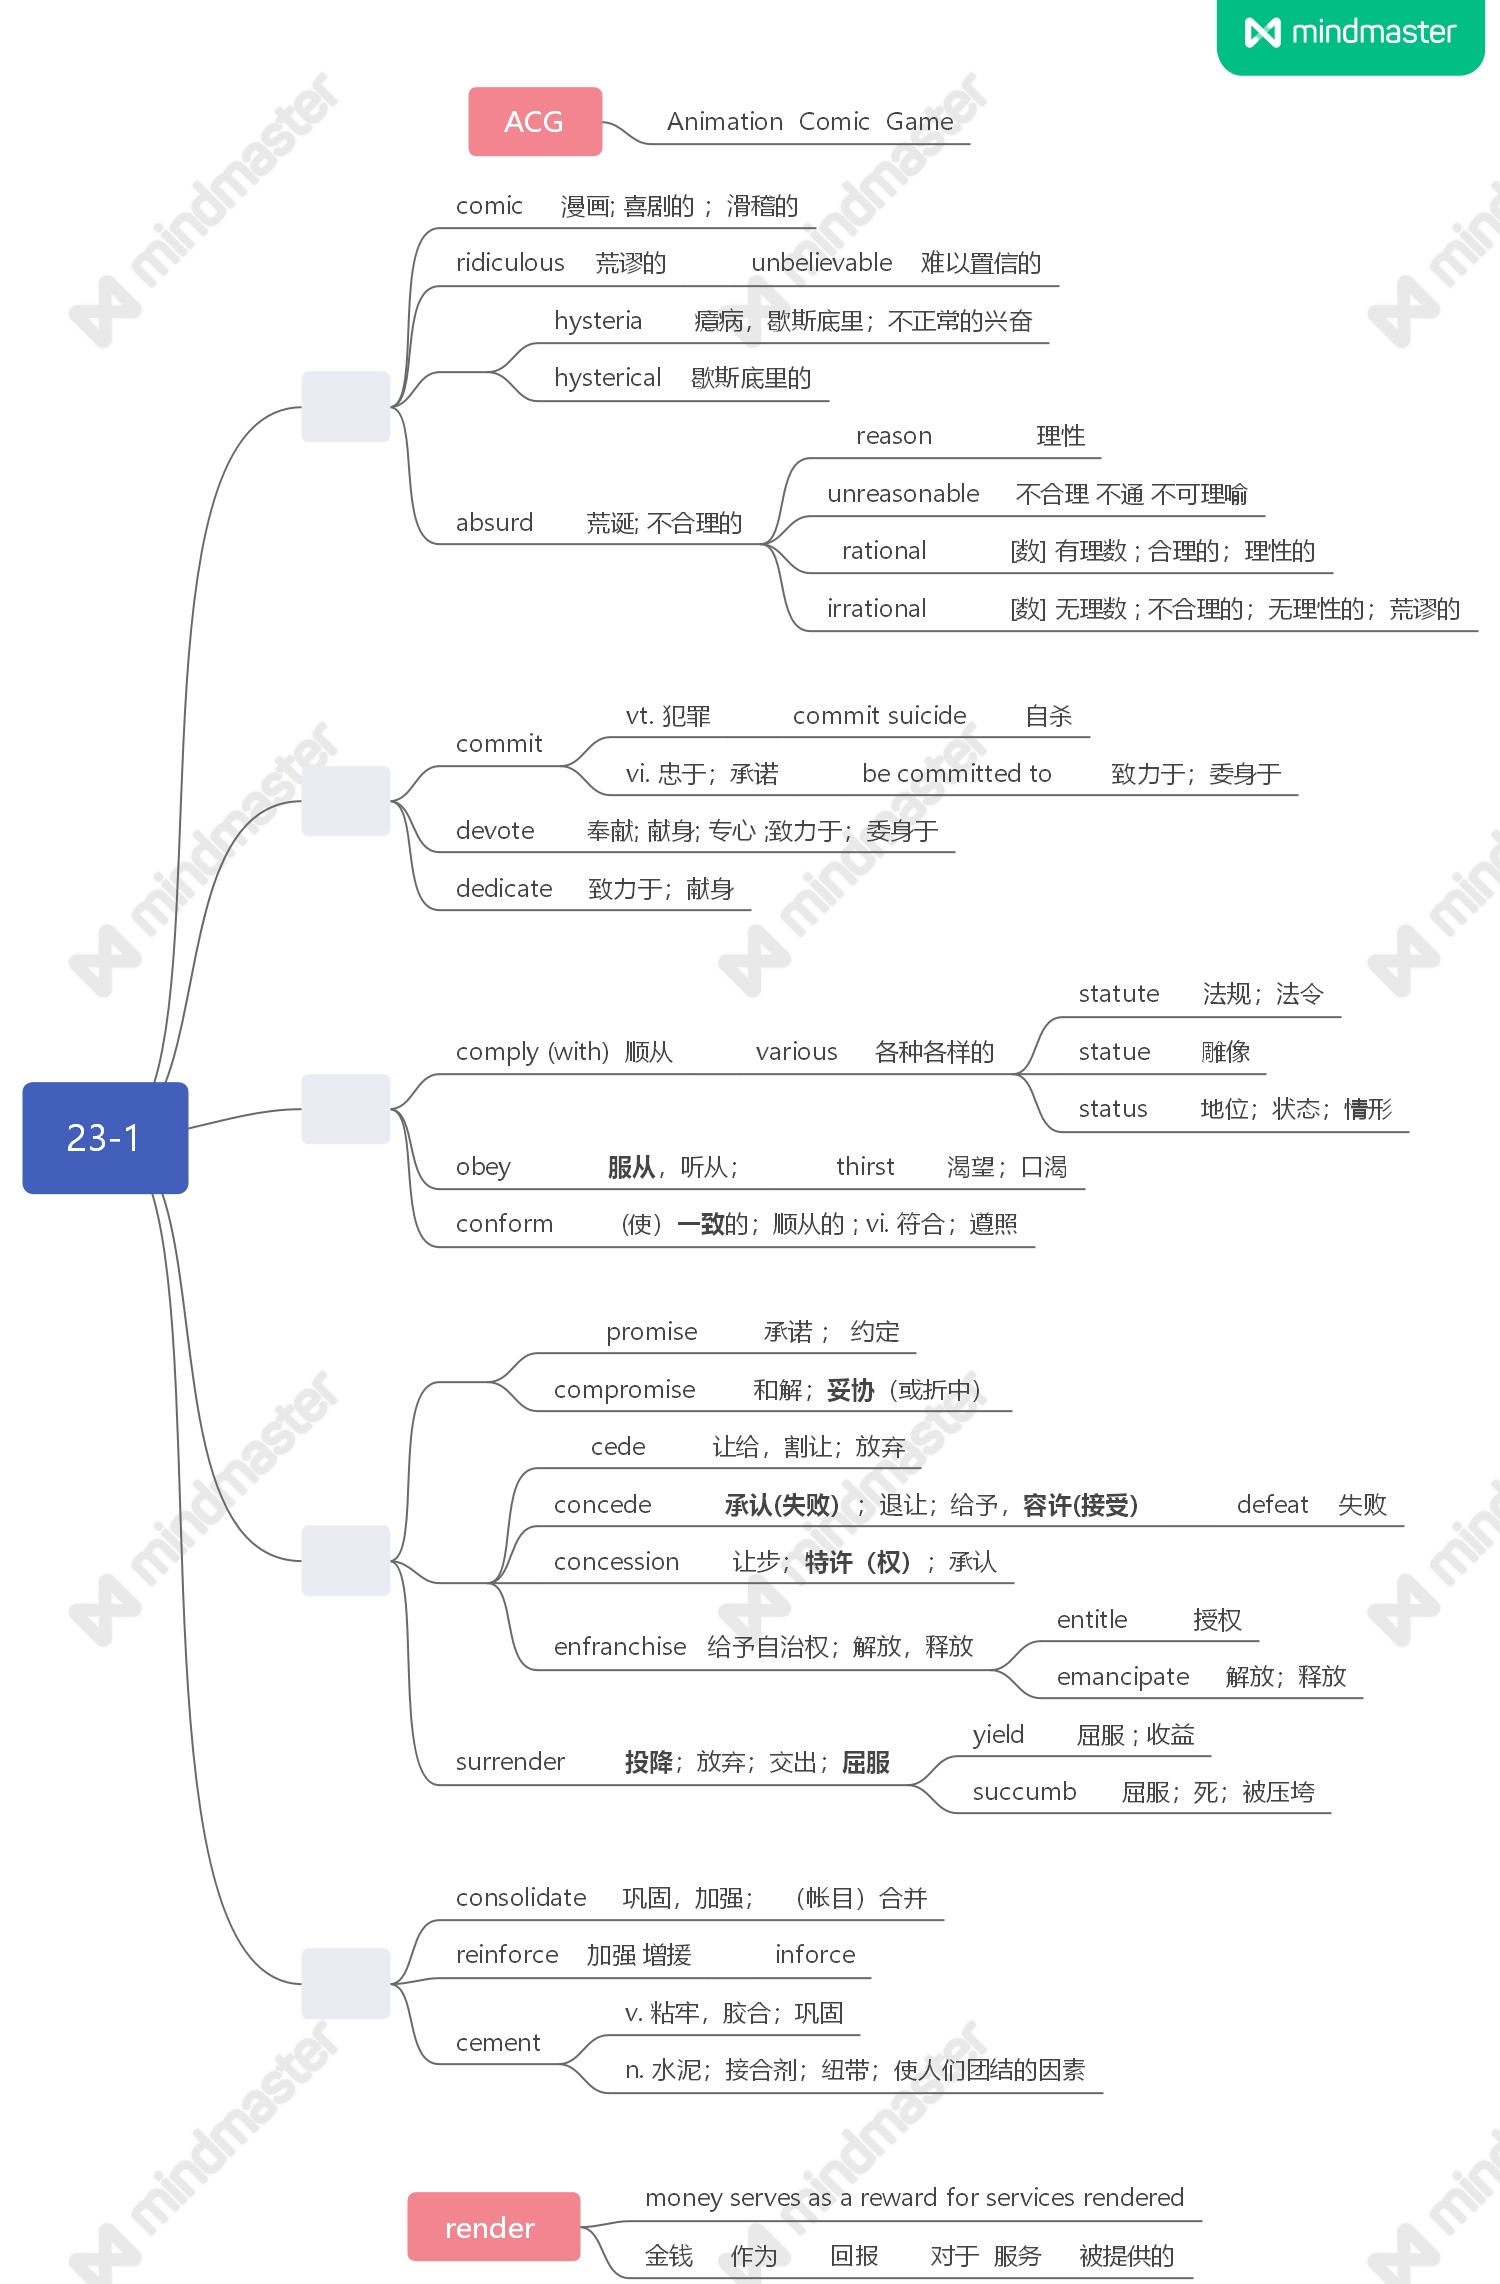 mindmaster
ACG
Animation Comic Game
comic 漫画; 喜剧的 ；滑稽的
ridiculous 荒谬的 unbelievable 难以置信的
hysteria 癔病，歇斯底里；不正常的兴奋
hysterical 歇斯底里的
absurd 荒诞; 不合理的
reason 理性
unreasonable 不合理 不通 不可理喻
rational [数] 有理数 ; 合理的；理性的
irrational [数] 无理数 ; 不合理的；无理性的；荒谬的
commit
vt. 犯罪 commit suicide 自杀
vi. 忠于；承诺 be committed to 致力于；委身于
devote 奉献; 献身; 专心 ;致力于；委身于
dedicate 致力于；献身
23-1
comply (with) 顺从 various 各种各样的
statute 法规；法令
statue 雕像
status 地位；状态；情形
obey 服从，听从； thirst 渴望；口渴
conform （使）一致的；顺从的 ; vi. 符合；遵照
promise 承诺 ； 约定
compromise 和解；妥协（或折中）
cede 让给，割让；放弃
concede 承认(失败）；退让；给予，容许(接受） defeat 失败
concession 让步；特许（权）；承认
enfranchise 给予自治权；解放，释放
entitle 授权
emancipate 解放；释放
surrender 投降；放弃；交出；屈服
yield 屈服 ; 收益
succumb 屈服；死；被压垮
consolidate 巩固，加强； （帐目）合并
reinforce 加强 增援 inforce
cement
v. 粘牢，胶合；巩固
n. 水泥；接合剂；纽带；使人们团结的因素
render
money serves as a reward for services rendered
金钱 作为 回报 对于 服务 被提供的